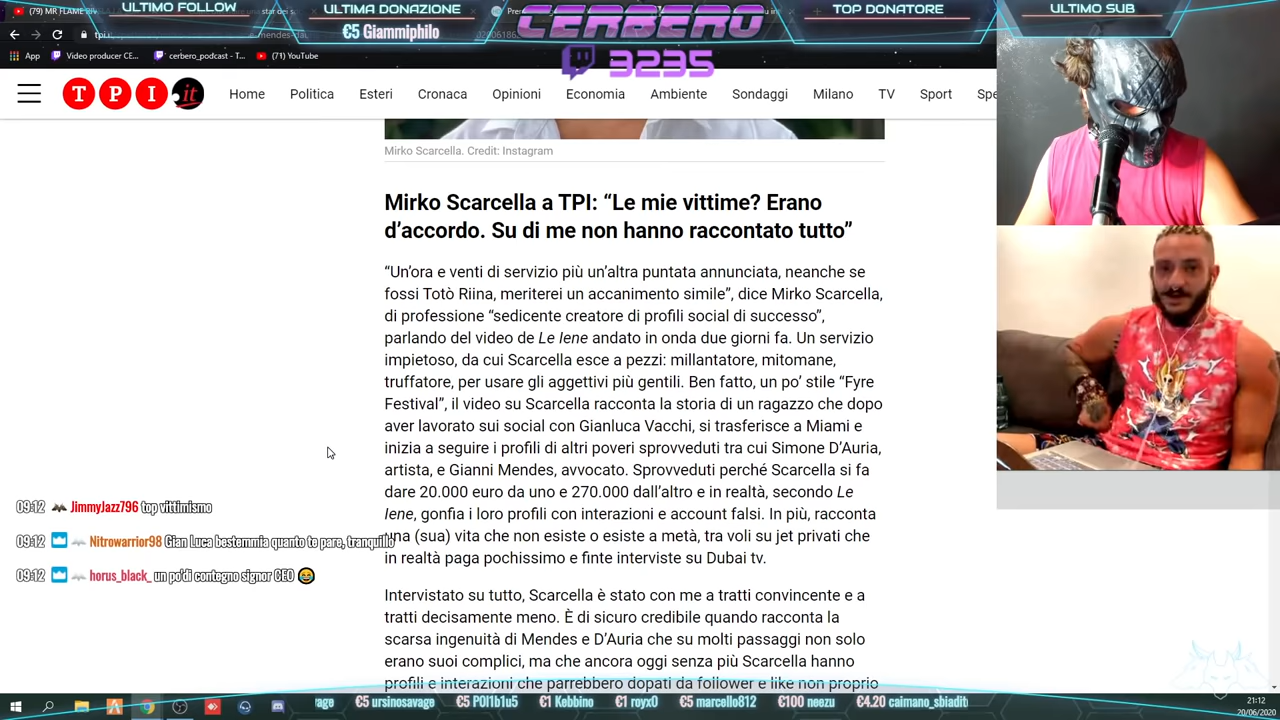 ULTIMO FOLLOW
ULTIMA DONAZIONE
€5 Giammiphilo
CERBERO
3235
TOP DONATORE
ULTIMO SUB
(79) MR FLAME
App
Video producer CE...
cerbero_podcast - T...
(71) YouTube
TPI.it
Home
Politica
Esteri
Cronaca
Opinioni
Economia
Ambiente
Sondaggi
Milano
TV
Sport
Spe
Mirko Scarcella. Credit: Instagram
Mirko Scarcella a TPI: “Le mie vittime? Erano
d’accordo. Su di me non hanno raccontato tutto”
“Un’ora e venti di servizio più un’altra puntata annunciata, neanche se
fossi Totò Riina, meriterei un accanimento simile”, dice Mirko Scarcella,
di professione “sedicente creatore di profili social di successo”,
parlando del video de Le Iene andato in onda due giorni fa. Un servizio
impietoso, da cui Scarcella esce a pezzi: millantatore, mitomane,
truffatore, per usare gli aggettivi più gentili. Ben fatto, un po’ stile “Fyre
Festival”, il video su Scarcella racconta la storia di un ragazzo che dopo
aver lavorato sui social con Gianluca Vacchi, si trasferisce a Miami e
inizia a seguire i profili di altri poveri sprovveduti tra cui Simone D’Auria,
artista, e Gianni Mendes, avvocato. Sprovveduti perché Scarcella si fa
dare 20.000 euro da uno e 270.000 dall’altro e in realtà, secondo Le
Iene, gonfia i loro profili con interazioni e account falsi. In più, racconta
una (sua) vita che non esiste o esiste a metà, tra voli su jet privati che
in realtà paga pochissimo e finte interviste su Dubai tv.
Intervistato su tutto, Scarcella è stato con me a tratti convincente e a
tratti decisamente meno. È di sicuro credibile quando racconta la
scarsa ingenuità di Mendes e D’Auria che su molti passaggi non solo
erano suoi complici, ma che ancora oggi senza più Scarcella hanno
profili e interazioni che parrebbero dopati da follower e like non proprio
09:12 JimmyJazz796 top vittimismo
09:12 Nitrowarrior98 Gian Luca bestemmia quanto te pare, tranquillo
09:12 horus_black_ un po'di contegno signor CEO 😂
vage €5 ursinosavage €5 P0l1b1u5 €1 Kebbino €1 royx0 €5 marcello812 €100 neezu €4.20 caimano_sbiadit
21:12
20/06/2020